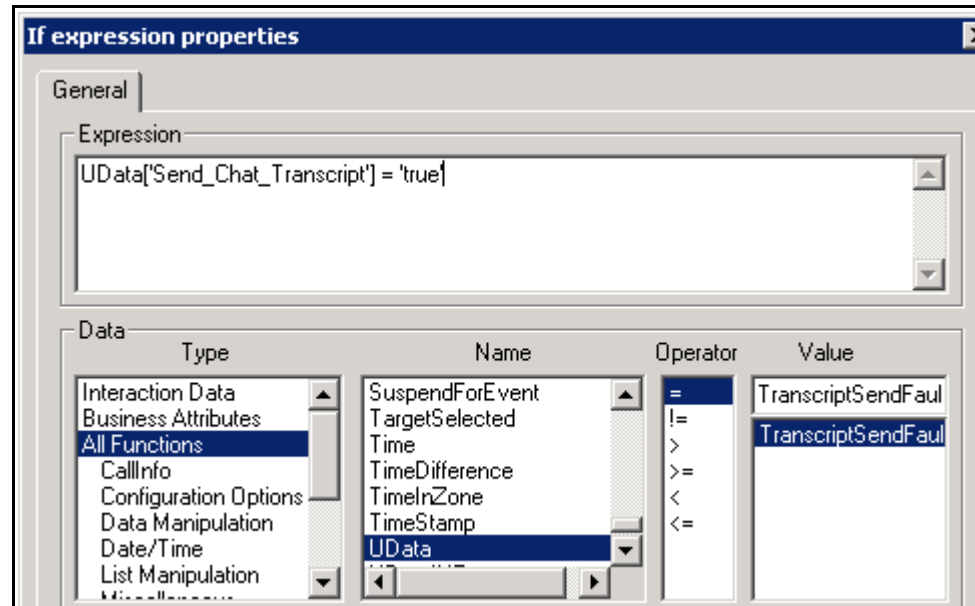 If expression properties
General
Expression
UData['Send_Chat_Transcript'] = 'true'
Data
Type Name Operator Value
Interaction Data SuspendForEvent = TranscriptSendFaul
Business Attributes TargetSelected !=
All Functions Time > TranscriptSendFaul
CallInfo TimeDifference >=
Configuration Options TimeInZone <
Data Manipulation TimeStamp <=
Date/Time UData
List Manipulation